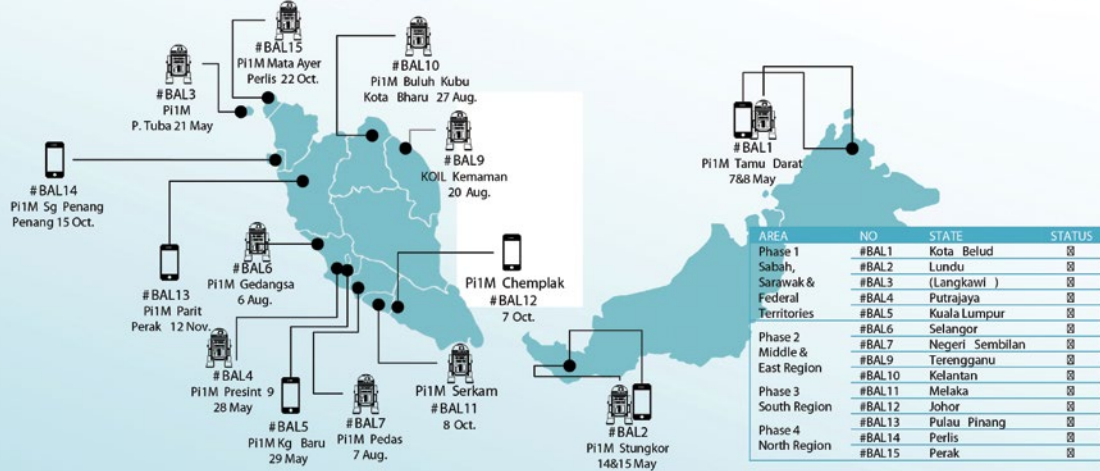 #BAL15
Pi1M Mata Ayer
Perlis 22 Oct.
#BAL10
Pi1M Buluh Kubu
Kota Bharu 27 Aug.
#BAL3
Pi1M
P. Tuba 21 May
#BAL9
KOIL Kemaman
20 Aug.
#BAL1
Pi1M Tamu Darat
7&8 May
#BAL14
Pi1M Sg Penang
Penang 15 Oct.
#BAL6
Pi1M Gedangsa
6 Aug.
Pi1M Chemplak
#BAL12
7 Oct.
#BAL13
Pi1M Parit
Perak 12 Nov.
#BAL4
Pi1M Presint 9
28 May
#BAL5
Pi1M Kg Baru
29 May
#BAL7
Pi1M Pedas
7 Aug.
Pi1M Serkam
#BAL11
8 Oct.
#BAL2
Pi1M Stungkor
14&15 May
AREA NO STATE STATUS
Phase 1 #BAL1 Kota Belud
Sabah, #BAL2 Lundu
Sarawak & #BAL3 (Langkawi )
Federal #BAL4 Putrajaya
Territories #BAL5 Kuala Lumpur
#BAL6 Selangor
Phase 2 #BAL7 Negeri Sembilan
Middle & #BAL9 Terengganu
East Region #BAL10 Kelantan
Phase 3 #BAL11 Melaka
South Region #BAL12 Johor
#BAL13 Pulau Pinang
Phase 4 #BAL14 Perlis
North Region #BAL15 Perak